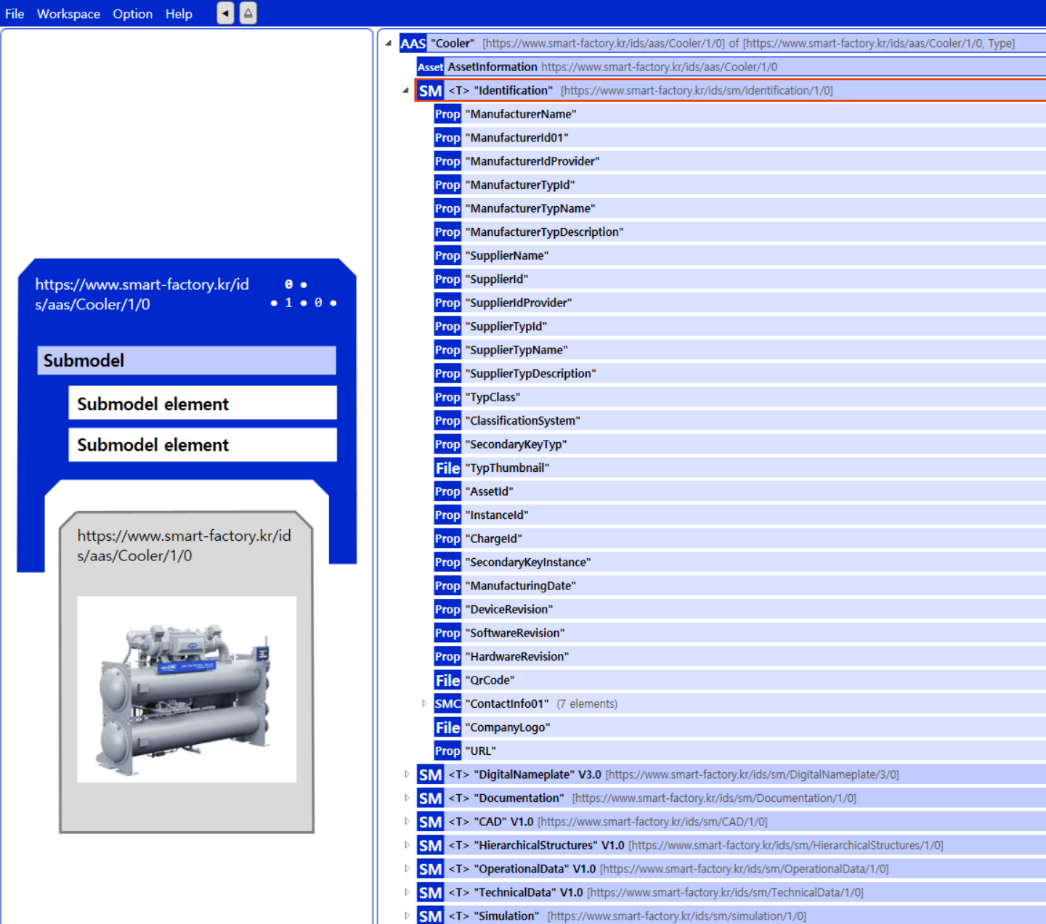 File Workspace Option Help
https://www.smart-factory.kr/id
s/aas/Cooler/1/0
0
1 0
Submodel
Submodel element
Submodel element
https://www.smart-factory.kr/id
s/aas/Cooler/1/0
AAS "Cooler" [https://www.smart-factory.kr/ids/aas/Cooler/1/0] of [https://www.smart-factory.kr/ids/aas/Cooler/1/0, Type]
Asset AssetInformation https://www.smart-factory.kr/ids/aas/Cooler/1/0
SM <T> "Identification" [https://www.smart-factory.kr/ids/sm/identification/1/0]
Prop "ManufacturerName"
Prop "ManufacturerId01"
Prop "ManufacturerIdProvider"
Prop "ManufacturerTypId"
Prop "ManufacturerTypName"
Prop "ManufacturerTypDescription"
Prop "SupplierName"
Prop "SupplierId"
Prop "SupplierIdProvider"
Prop "SupplierTypId"
Prop "SupplierTypName"
Prop "SupplierTypDescription"
Prop "TypClass"
Prop "ClassificationSystem"
Prop "SecondaryKeyTyp"
File "TypThumbnail"
Prop "AssetId"
Prop "InstanceId"
Prop "ChargeId"
Prop "SecondaryKeyInstance"
Prop "ManufacturingDate"
Prop "DeviceRevision"
Prop "SoftwareRevision"
Prop "HardwareRevision"
File "QrCode"
SMC "ContactInfo01" (7 elements)
File "CompanyLogo"
Prop "URL"
SM <T> "DigitalNameplate" V3.0 [https://www.smart-factory.kr/ids/sm/DigitalNameplate/3/0]
SM <T> "Documentation" [https://www.smart-factory.kr/ids/sm/Documentation/1/0]
SM <T> "CAD" V1.0 [https://www.smart-factory.kr/ids/sm/CAD/1/0]
SM <T> "HierarchicalStructures" V1.0 [https://www.smart-factory.kr/ids/sm/HierarchicalStructures/1/0]
SM <T> "OperationalData" V1.0 [https://www.smart-factory.kr/ids/sm/OperationalData/1/0]
SM <T> "TechnicalData" V1.0 [https://www.smart-factory.kr/ids/sm/TechnicalData/1/0]
SM <T> "Simulation" [https://www.smart-factory.kr/ids/sm/simulation/1/0]